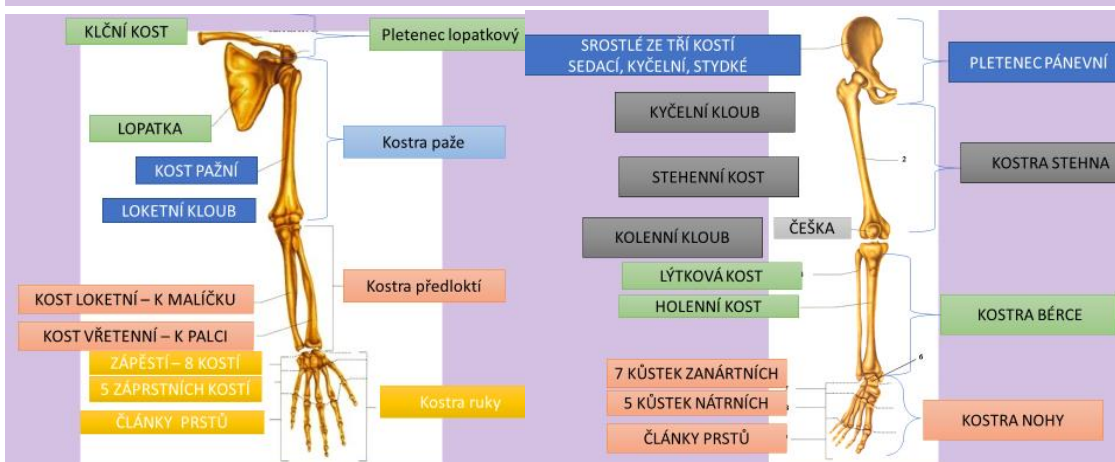 KLČNÍ KOST
Pletenec lopatkový
LOPATKA
Kostra paže
KOST PAŽNÍ
LOKETNÍ KLOUB
Kostra předloktí
KOST LOKETNÍ – K MALÍČKU
KOST VŘETENNÍ – K PALCI
ZÁPĚSTÍ – 8 KOSTÍ
5 ZÁPRSTNÍCH KOSTÍ
Kostra ruky
ČLÁNKY PRSTŮ
SROSTLÉ ZE TŘÍ KOSTÍ
SEDACÍ, KYČELNÍ, STYDKÉ
PLETENEC PÁNEVNÍ
KYČELNÍ KLOUB
2
KOSTRA STEHNA
STEHENNÍ KOST
ČEŠKA
KOLENNÍ KLOUB
LÝTKOVÁ KOST
HOLENNÍ KOST
KOSTRA BÉRCE
6
7 KŮSTEK ZANÁRTNÍCH
5 KŮSTEK NÁTRNÍCH
KOSTRA NOHY
ČLÁNKY PRSTŮ